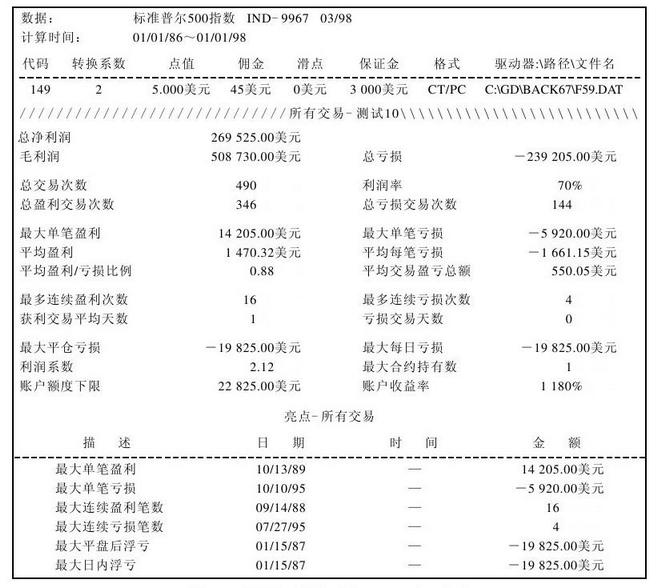 数据： 标准普尔500指数 IND-9967 03/98
计算时间： 01/01/86～01/01/98
代码 转换系数 点值 佣金 滑点 保证金 格式 驱动器:\路径\文件名
149 2 5.000美元 45美元 0美元 3 000美元 CT/PC C:\GD\BACK67\F59.DAT
/////////////////////////////所有交易-测试10\\\\\\\\\\\\\\\\\\\\\\\\\\
总净利润 269 525.00美元
毛利润 508 730.00美元 总亏损 －239 205.00美元
总交易次数 490 利润率 70%
总盈利交易次数 346 总亏损交易次数 144
最大单笔盈利 14 205.00美元 最大单笔亏损 －5 920.00美元
平均盈利 1 470.32美元 平均每笔亏损 －1 661.15美元
平均盈利/亏损比例 0.88 平均交易盈亏总额 550.05美元
最多连续盈利次数 16 最多连续亏损次数 4
获利交易平均天数 1 亏损交易天数 0
最大平仓亏损 －19 825.00美元 最大每日亏损 －19 825.00美元
利润系数 2.12 最大合约持有数 1
账户额度下限 22 825.00美元 账户收益率 1 180%
亮点-所有交易
描 述 日 期 时 间 金 额
最大单笔盈利 10/13/89 — 14 205.00美元
最大单笔亏损 10/10/95 — －5 920.00美元
最大连续盈利笔数 09/14/88 — 16
最大连续亏损笔数 07/27/95 — 4
最大平盘后浮亏 01/15/87 — －19 825.00美元
最大日内浮亏 01/15/87 — －19 825.00美元